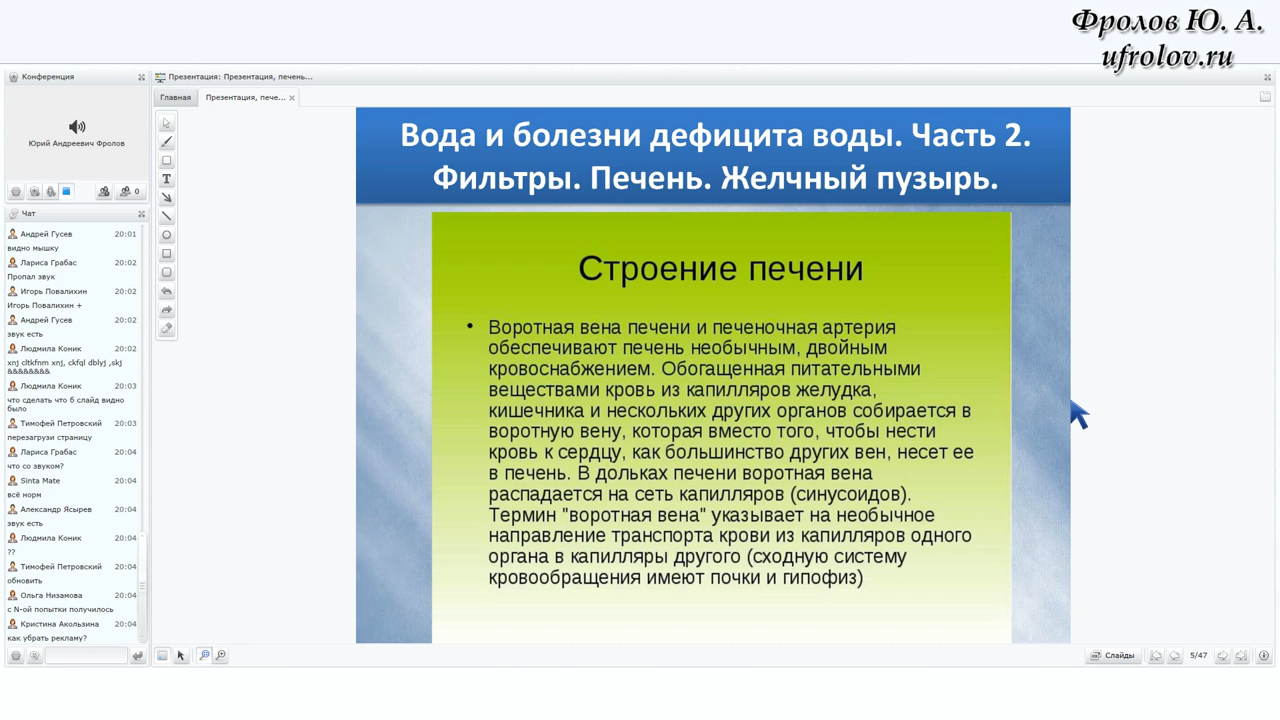 Фролов Ю. А.
ufrolov.ru
Конференция
Юрий Андреевич Фролов
0
Чат
Андрей Гусев 20:01
видно мышку
Лариса Грабас 20:02
Пропал звук
Игорь Повалихин 20:02
Игорь Повалихин +
Андрей Гусев 20:02
звук есть
Людмила Коник 20:02
xnj cltkfnm xnj, ckfql dblyj ,skj
&&&&&&&&
Людмила Коник 20:03
что сделать что б слайд видно
было
Тимофей Петровский 20:03
перезагрузи страницу
Лариса Грабас 20:04
что со звуком?
Sinta Mate 20:04
всё норм
Александр Ясырев 20:04
звук есть
Людмила Коник 20:04
??
Тимофей Петровский 20:04
обновить
Ольга Низамова 20:04
с N-ой попытки получилось
Кристина Акользина 20:04
как убрать рекламу?
Презентация: Презентация, печень...
Главная
Презентация, пече...
T
Вода и болезни дефицита воды. Часть 2.
Фильтры. Печень. Желчный пузырь.
Строение печени
• Воротная вена печени и печеночная артерия
обеспечивают печень необычным, двойным
кровоснабжением. Обогащенная питательными
веществами кровь из капилляров желудка,
кишечника и нескольких других органов собирается в
воротную вену, которая вместо того, чтобы нести
кровь к сердцу, как большинство других вен, несет ее
в печень. В дольках печени воротная вена
распадается на сеть капилляров (синусоидов).
Термин "воротная вена" указывает на необычное
направление транспорта крови из капилляров одного
органа в капилляры другого (сходную систему
кровообращения имеют почки и гипофиз)
Слайды
5/47